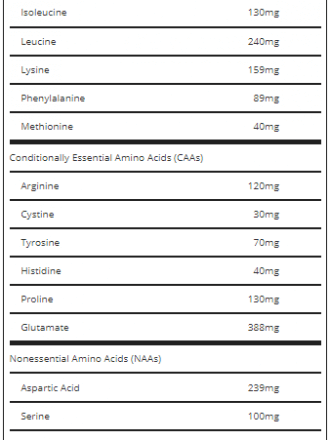 Isoleucine 130mg
Leucine 240mg
Lysine 159mg
Phenylalanine 89mg
Methionine 40mg
Conditionally Essential Amino Acids (CAAs)
Arginine 120mg
Cystine 30mg
Tyrosine 70mg
Histidine 40mg
Proline 130mg
Glutamate 388mg
Nonessential Amino Acids (NAAs)
Aspartic Acid 239mg
Serine 100mg